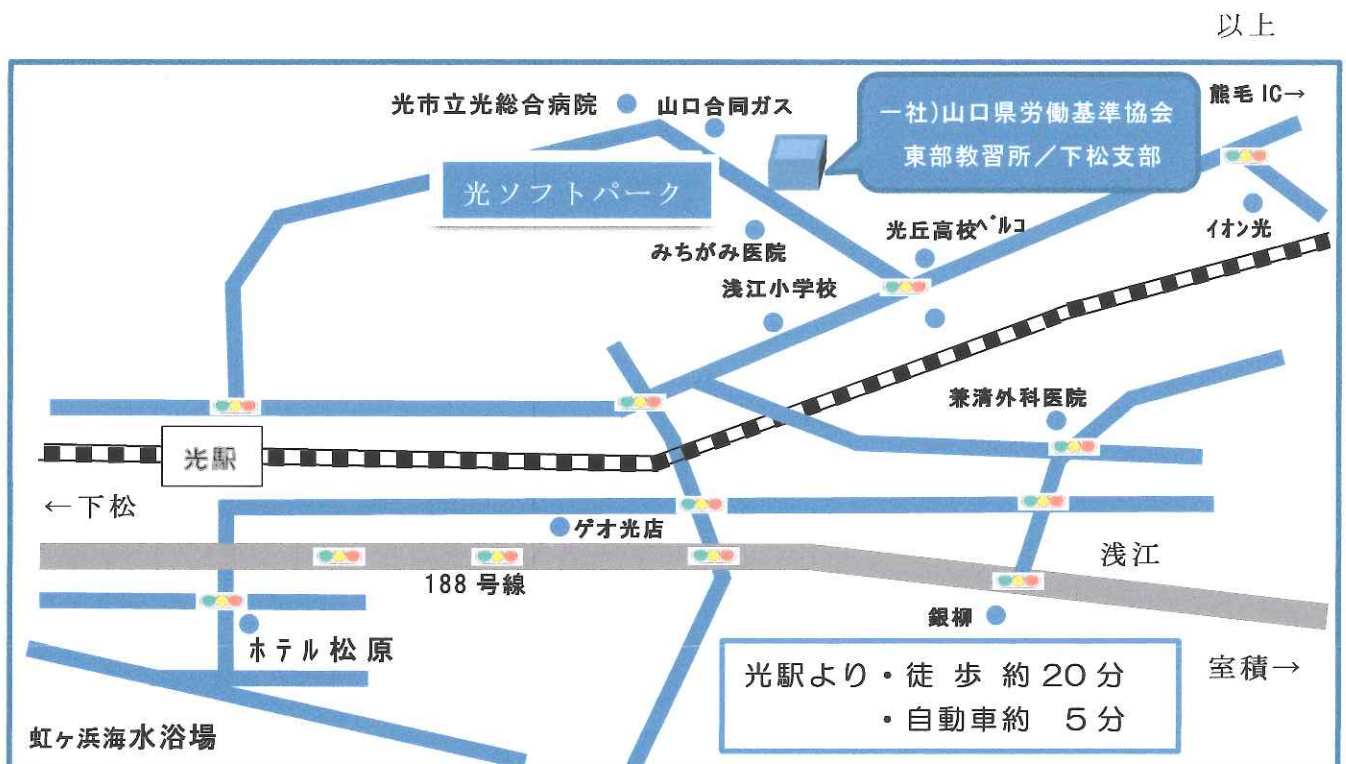 以上
光市立光総合病院
山口合同ガス
一社)山口県労働基準協会
東部教習所／下松支部
熊毛 IC→
光ソフトパーク
みちがみ医院
光丘高校
ベルコ
イオン光
浅江小学校
兼清外科医院
光駅
←下松
ゲオ光店
188 号線
浅江
銀柳
ホテル松原
光駅より・徒 歩 約 20 分
・自動車約 5 分
室積→
虹ヶ浜海水浴場